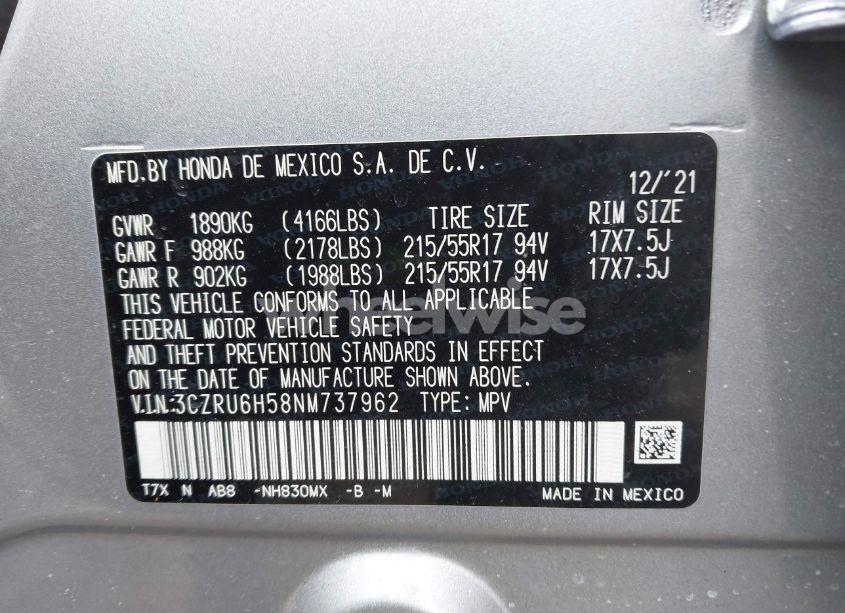 MFD. BY HONDA DE MEXICO S.A. DE C.V.
12/'21
GVWR 1890KG (4166LBS) TIRE SIZE RIM SIZE
GAWR F 988KG (2178LBS) 215/55R17 94V 17X7.5J
GAWR R 902KG (1988LBS) 215/55R17 94V 17X7.5J
THIS VEHICLE CONFORMS TO ALL APPLICABLE
FEDERAL MOTOR VEHICLE SAFETY
wheelwise
AND THEFT PREVENTION STANDARDS IN EFFECT
ON THE DATE OF MANUFACTURE SHOWN ABOVE.
V.I.N:3CZRU6H58NM737962 TYPE: MPV
T7X N AB8 -NH830MX -B -M MADE IN MEXICO